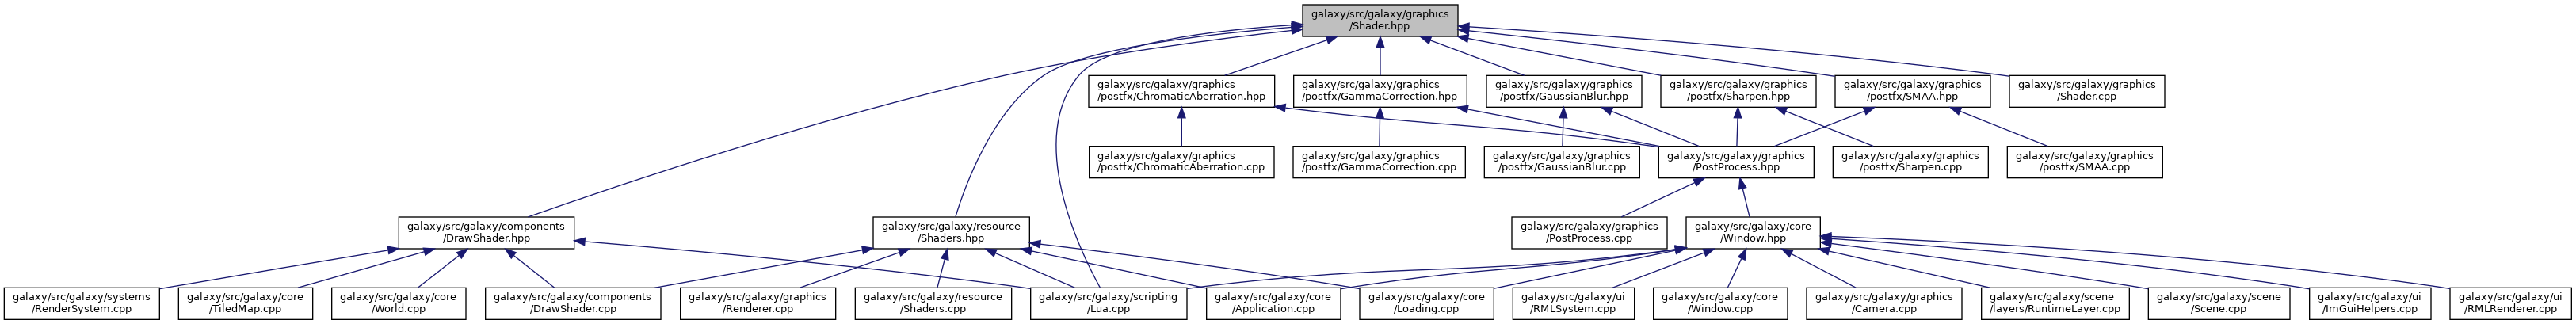 galaxy/src/galaxy/graphics
/Shader.hpp
galaxy/src/galaxy/graphics
/postfx/ChromaticAberration.hpp
galaxy/src/galaxy/graphics
/postfx/GammaCorrection.hpp
galaxy/src/galaxy/graphics
/postfx/GaussianBlur.hpp
galaxy/src/galaxy/graphics
/postfx/Sharpen.hpp
galaxy/src/galaxy/graphics
/postfx/SMAA.hpp
galaxy/src/galaxy/graphics
/Shader.cpp
galaxy/src/galaxy/graphics
/postfx/ChromaticAberration.cpp
galaxy/src/galaxy/graphics
/postfx/GammaCorrection.cpp
galaxy/src/galaxy/graphics
/postfx/GaussianBlur.cpp
galaxy/src/galaxy/graphics
/PostProcess.hpp
galaxy/src/galaxy/graphics
/postfx/Sharpen.cpp
galaxy/src/galaxy/graphics
/postfx/SMAA.cpp
galaxy/src/galaxy/components
/DrawShader.hpp
galaxy/src/galaxy/resource
/Shaders.hpp
galaxy/src/galaxy/graphics
/PostProcess.cpp
galaxy/src/galaxy/core
/Window.hpp
galaxy/src/galaxy/systems
/RenderSystem.cpp
galaxy/src/galaxy/core
/TiledMap.cpp
galaxy/src/galaxy/core
/World.cpp
galaxy/src/galaxy/components
/DrawShader.cpp
galaxy/src/galaxy/graphics
/Renderer.cpp
galaxy/src/galaxy/resource
/Shaders.cpp
galaxy/src/galaxy/scripting
/Lua.cpp
galaxy/src/galaxy/core
/Application.cpp
galaxy/src/galaxy/core
/Loading.cpp
galaxy/src/galaxy/ui
/RMLSystem.cpp
galaxy/src/galaxy/core
/Window.cpp
galaxy/src/galaxy/graphics
/Camera.cpp
galaxy/src/galaxy/scene
/layers/RuntimeLayer.cpp
galaxy/src/galaxy/scene
/Scene.cpp
galaxy/src/galaxy/ui
/ImGuiHelpers.cpp
galaxy/src/galaxy/ui
/RMLRenderer.cpp